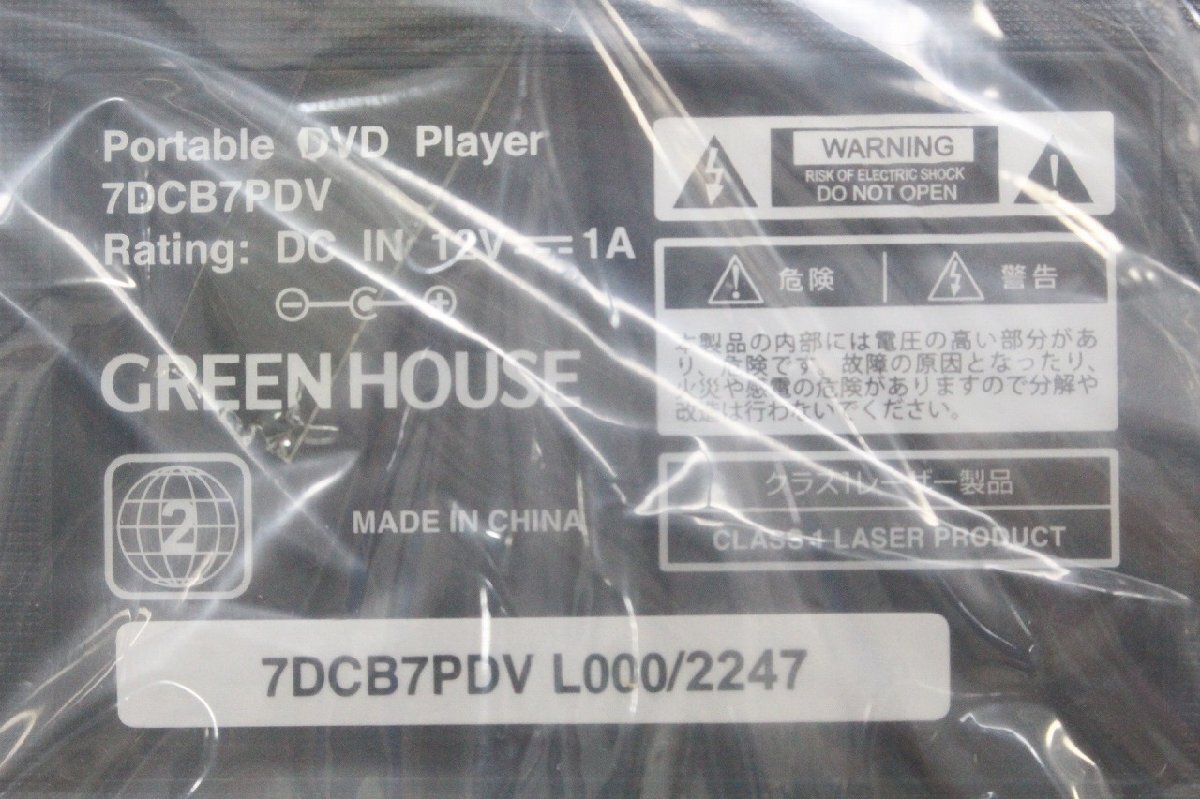 Portable DVD Player
7DCB7PDV
Rating: DC IN 12V 1A
GREEN HOUSE
2
MADE IN CHINA
7DCB7PDV L000/2247
WARNING
RISK OF ELECTRIC SHOCK
DO NOT OPEN
危険 警告
本製品の内部には電圧の高い部分があ
り、危険です。故障の原因となったり、
火災や感電の危険がありますので分解や
改造は行わないでください。
クラス1レーザー製品
CLASS 1 LASER PRODUCT